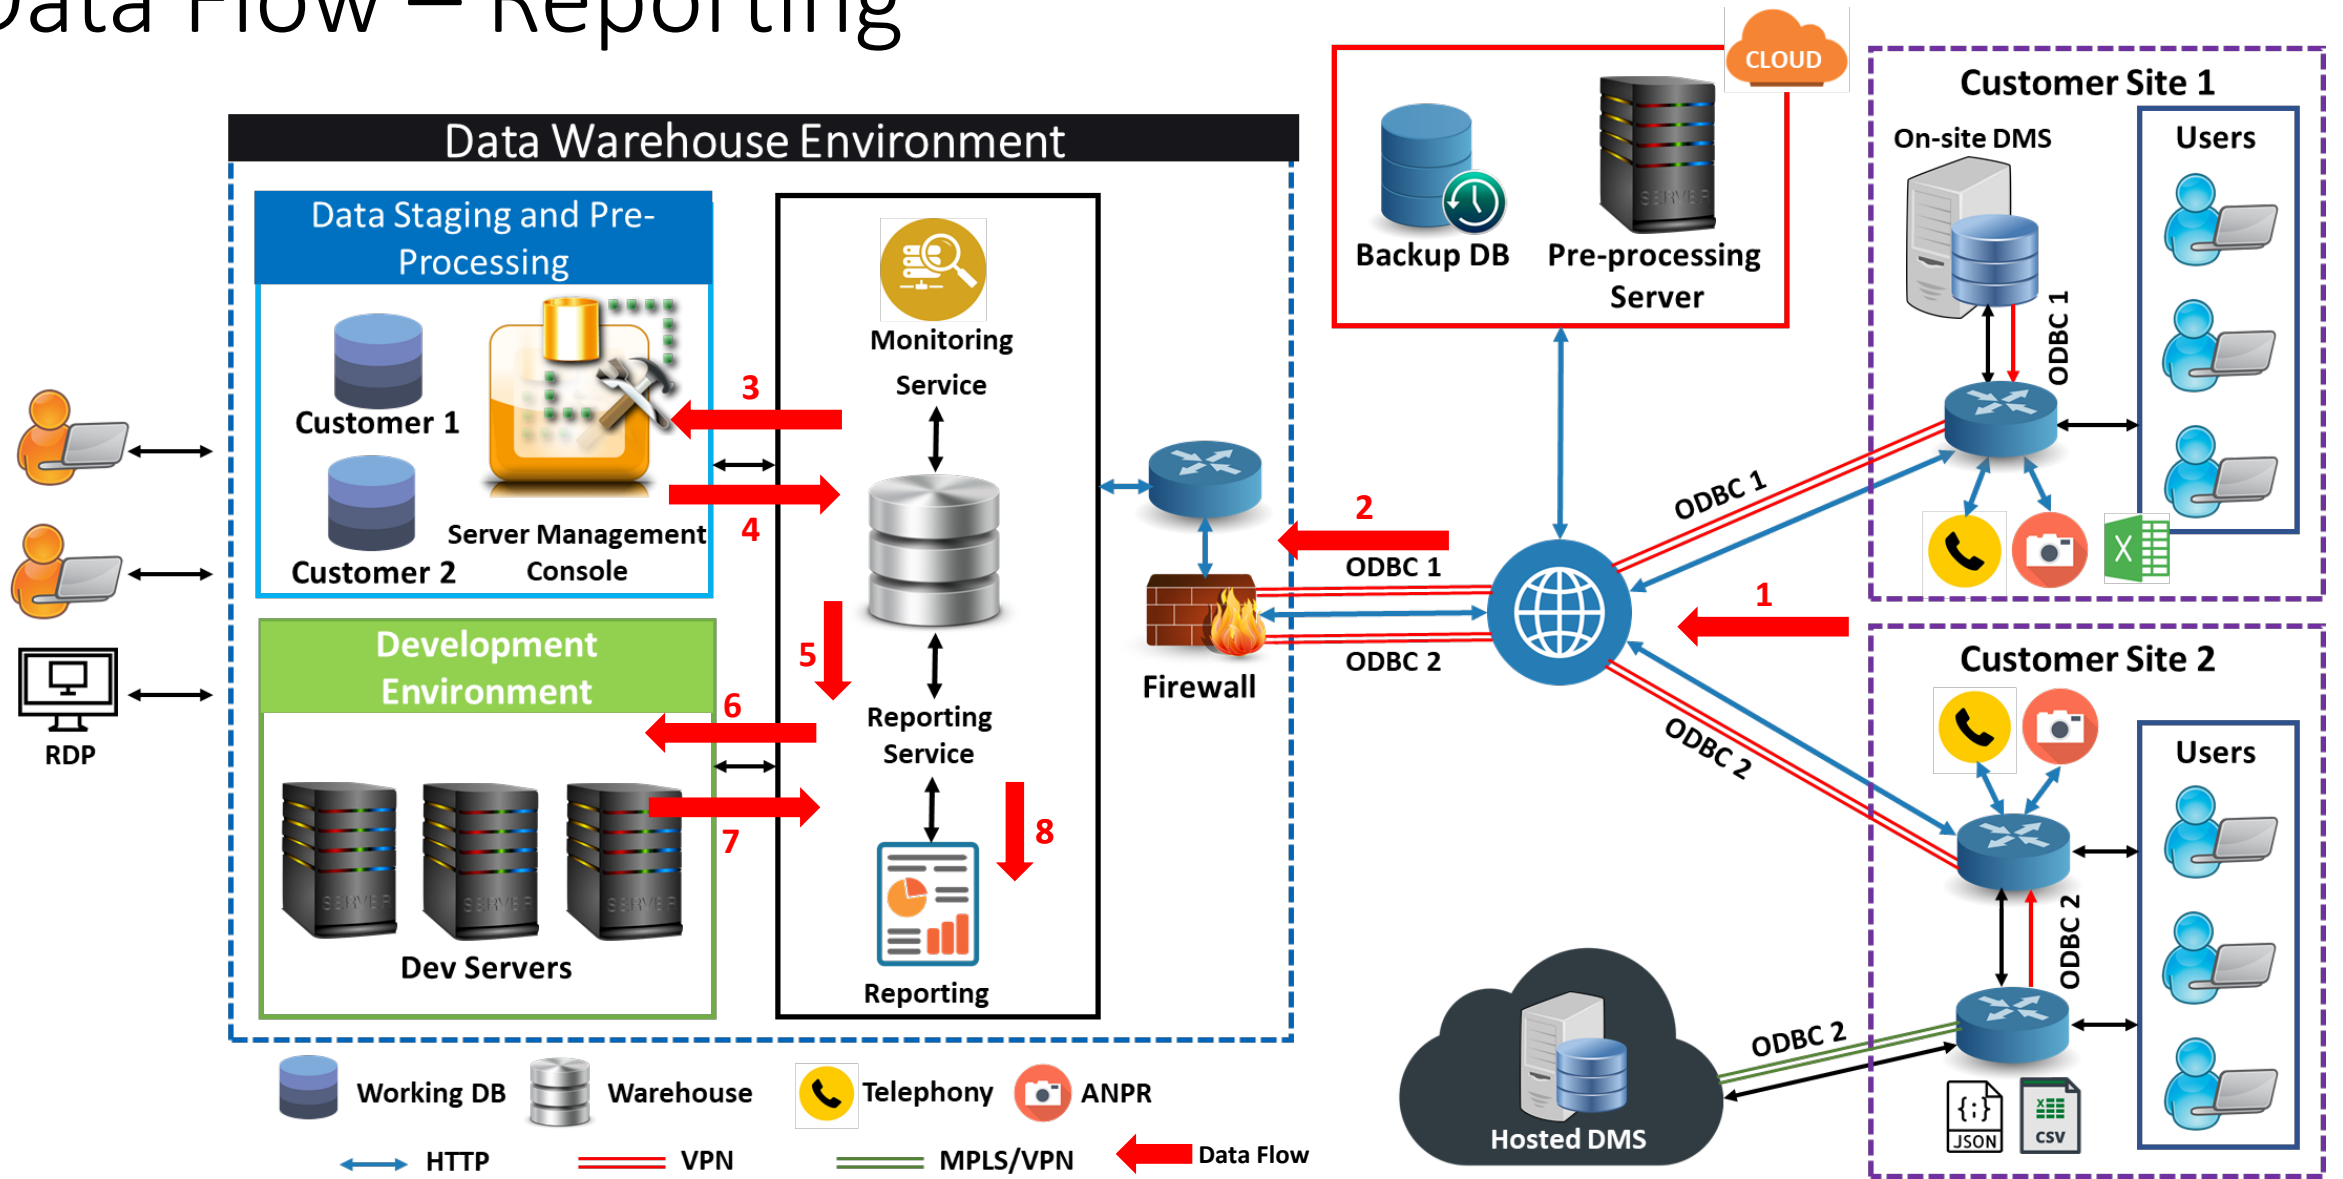 Data Flow – Reporting
CLOUD
Backup DB
Pre-processing
Server
SERVER
Customer Site 1
On-site DMS
Users
ODBC 1
Data Warehouse Environment
Data Staging and Pre-
Processing
Customer 1
Customer 2
Server Management
Console
3
4
Monitoring
Service
5
6
7
8
Reporting
Service
Reporting
Development
Environment
SERVER
SERVER
SERVER
Dev Servers
RDP
Firewall
2
ODBC 1
ODBC 2
ODBC 1
1
ODBC 2
X
Customer Site 2
Users
ODBC 2
ODBC 2
Hosted DMS
{;}
JSON
X
CSV
Working DB
Warehouse
Telephony
ANPR
HTTP
VPN
MPLS/VPN
Data Flow